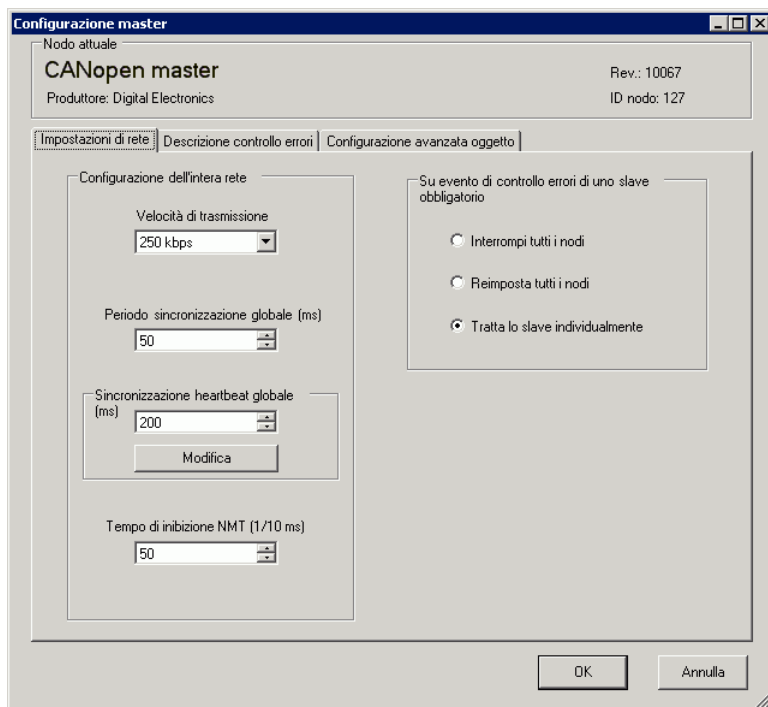 Configurazione master
Nodo attuale
CANopen master
Rev.: 10067
Produttore: Digital Electronics
ID nodo: 127
Impostazioni di rete
Descrizione controllo errori
Configurazione avanzata oggetto
Configurazione dell'intera rete
Velocità di trasmissione
250 kbps
Periodo sincronizzazione globale (ms)
50
Sincronizzazione heartbeat globale
(ms)
200
Modifica
Tempo di inibizione NMT (1/10 ms)
50
Su evento di controllo errori di uno slave
obbligatorio
Interrompi tutti i nodi
Reimposta tutti i nodi
Tratta lo slave individualmente
OK
Annulla